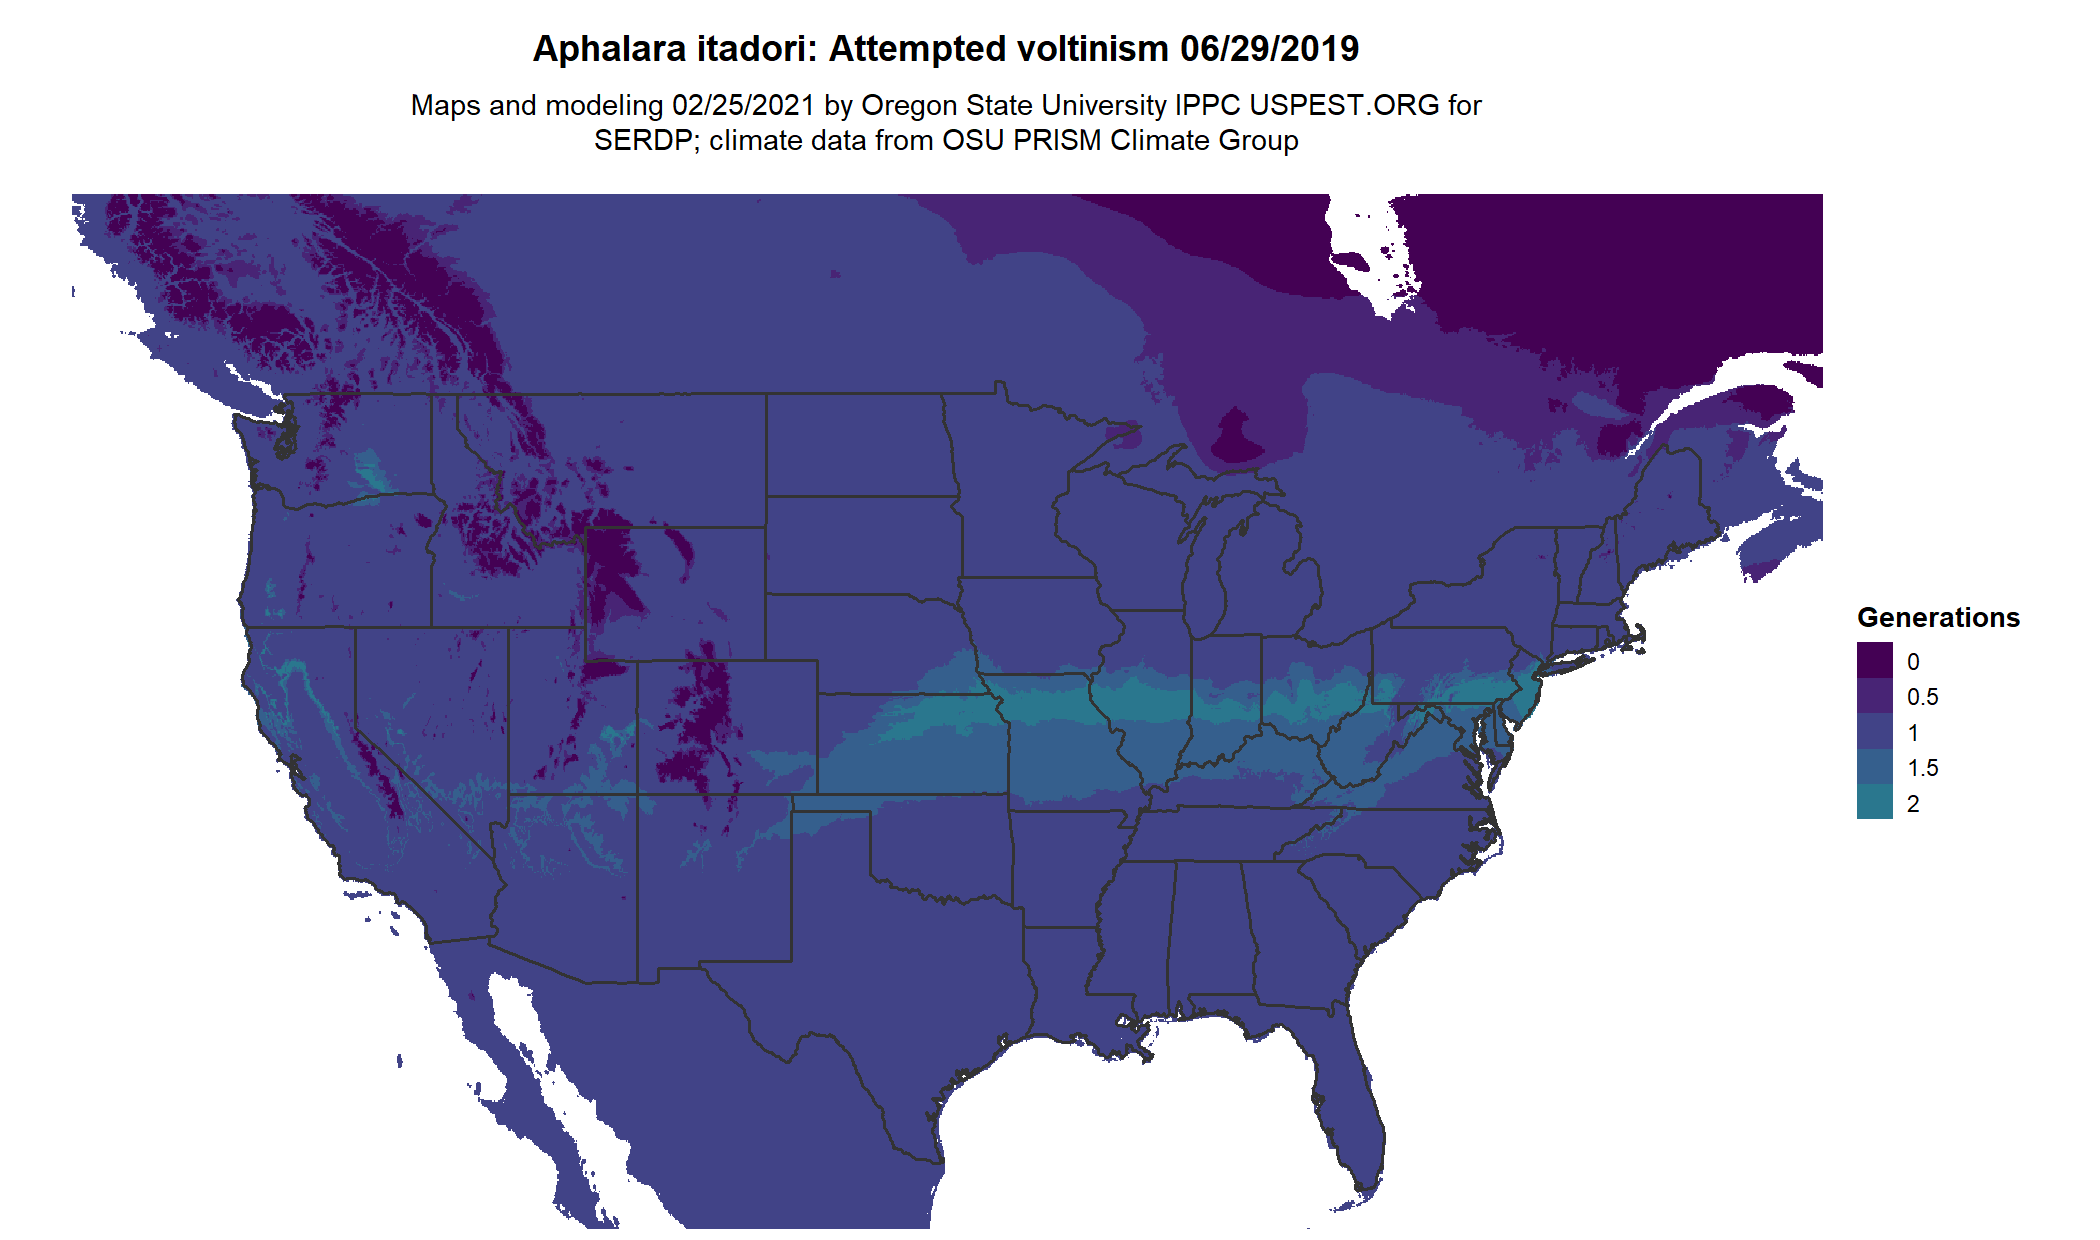 Aphalara itadori: Attempted voltinism 06/29/2019
Maps and modeling 02/25/2021 by Oregon State University IPPC USPEST.ORG for
SERDP; climate data from OSU PRISM Climate Group
Generations
0
0.5
1
1.5
2